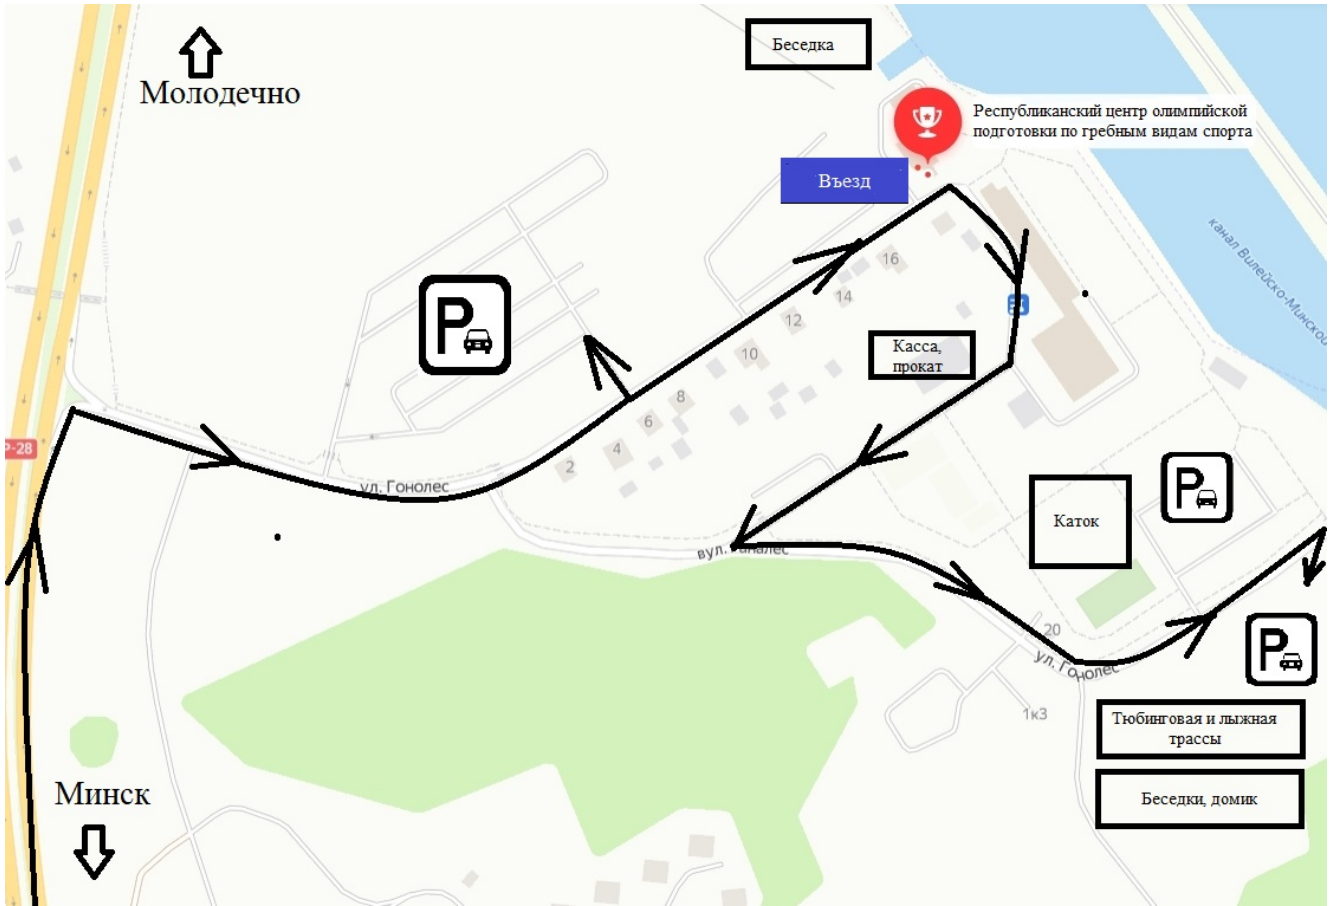 Беседка
Молодечно
Республиканский центр олимпийской
подготовки по гребным видам спорта
Въезд
канал Вилейско-Минской
16
14
12
P
Касса,
прокат
10
8
6
4
2
Р-28
ул. Гонолес
P
Каток
вул.
20
ул. Гонолес
P
1к3
Тюбинговая и лыжная
трассы
Минск
Беседки, домик